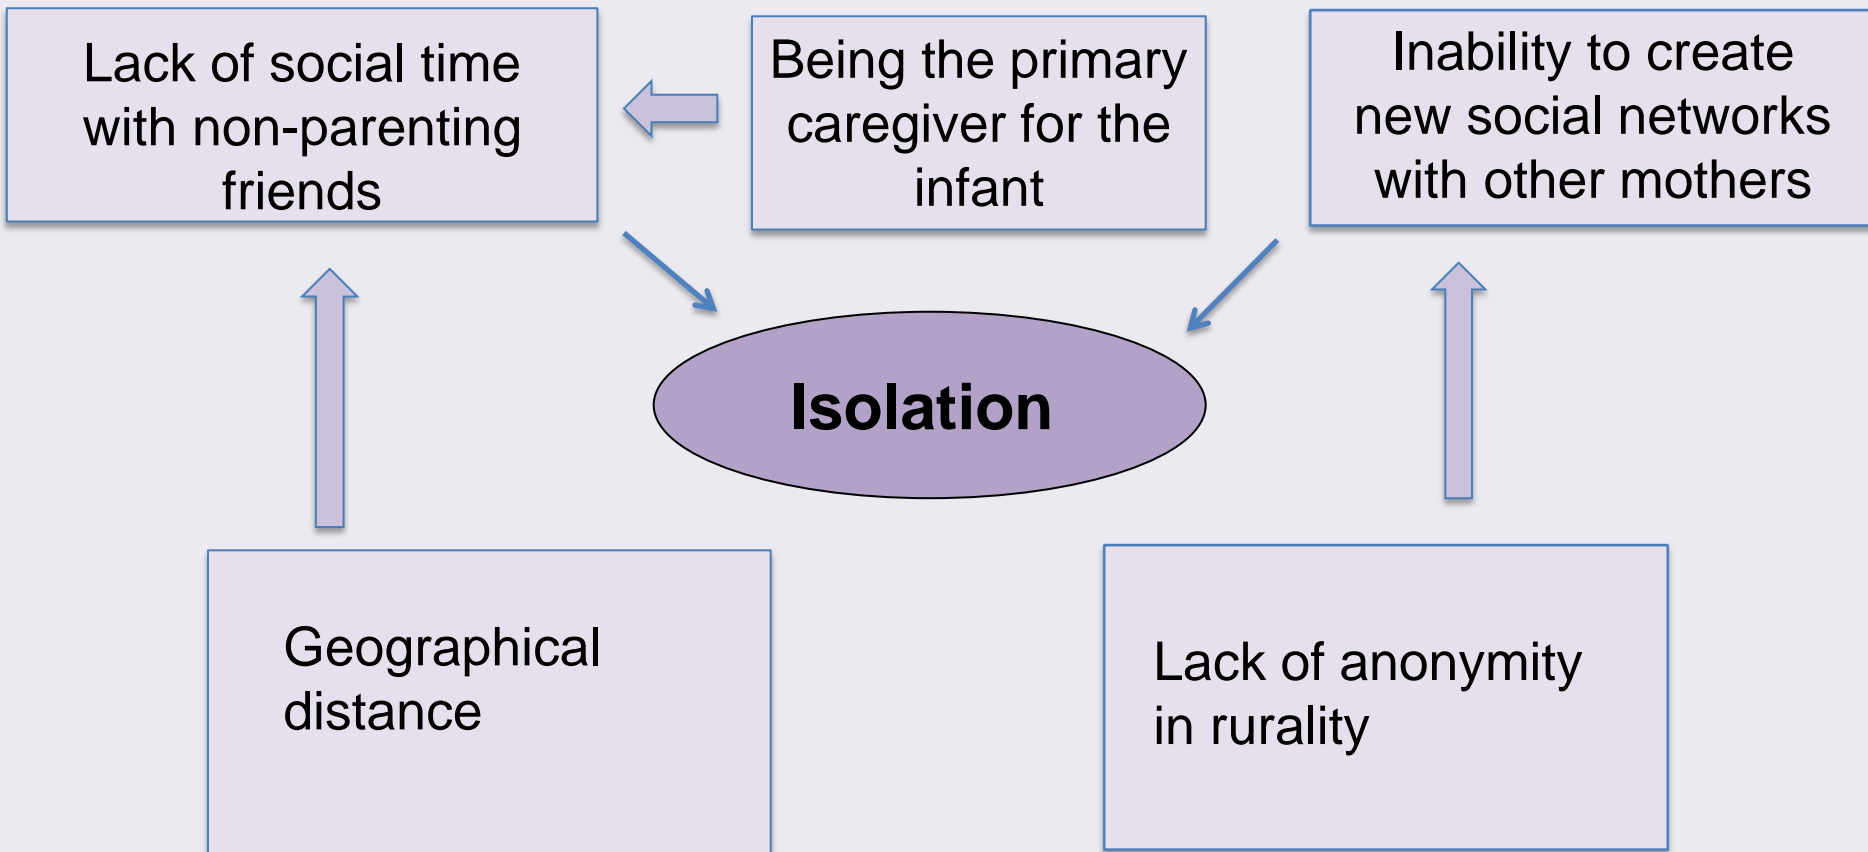 Lack of social time
with non-parenting
friends
Being the primary
caregiver for the
infant
Inability to create
new social networks
with other mothers
Isolation
Geographical
distance
Lack of anonymity
in rurality